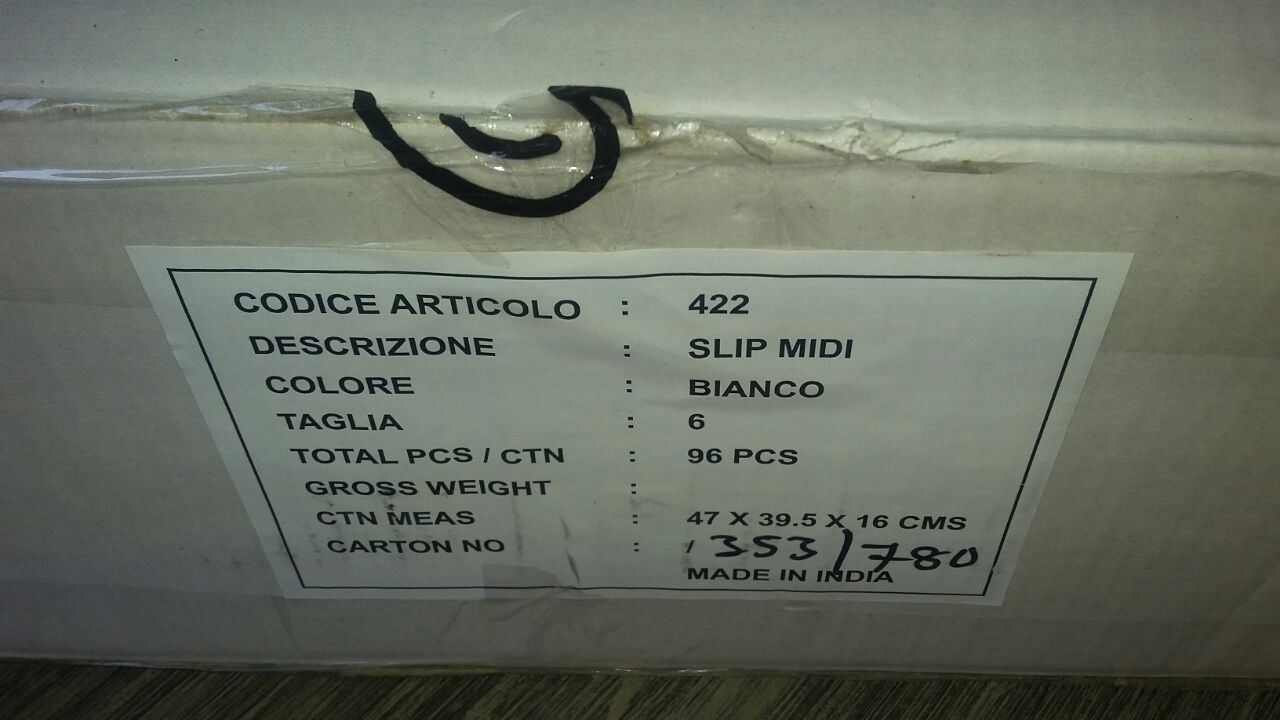 CODICE ARTICOLO : 422
DESCRIZIONE : SLIP MIDI
COLORE : BIANCO
TAGLIA : 6
TOTAL PCS / CTN : 96 PCS
GROSS WEIGHT :
CTN MEAS : 47 X 39.5 X 16 CMS
CARTON NO : / 353/780
MADE IN INDIA